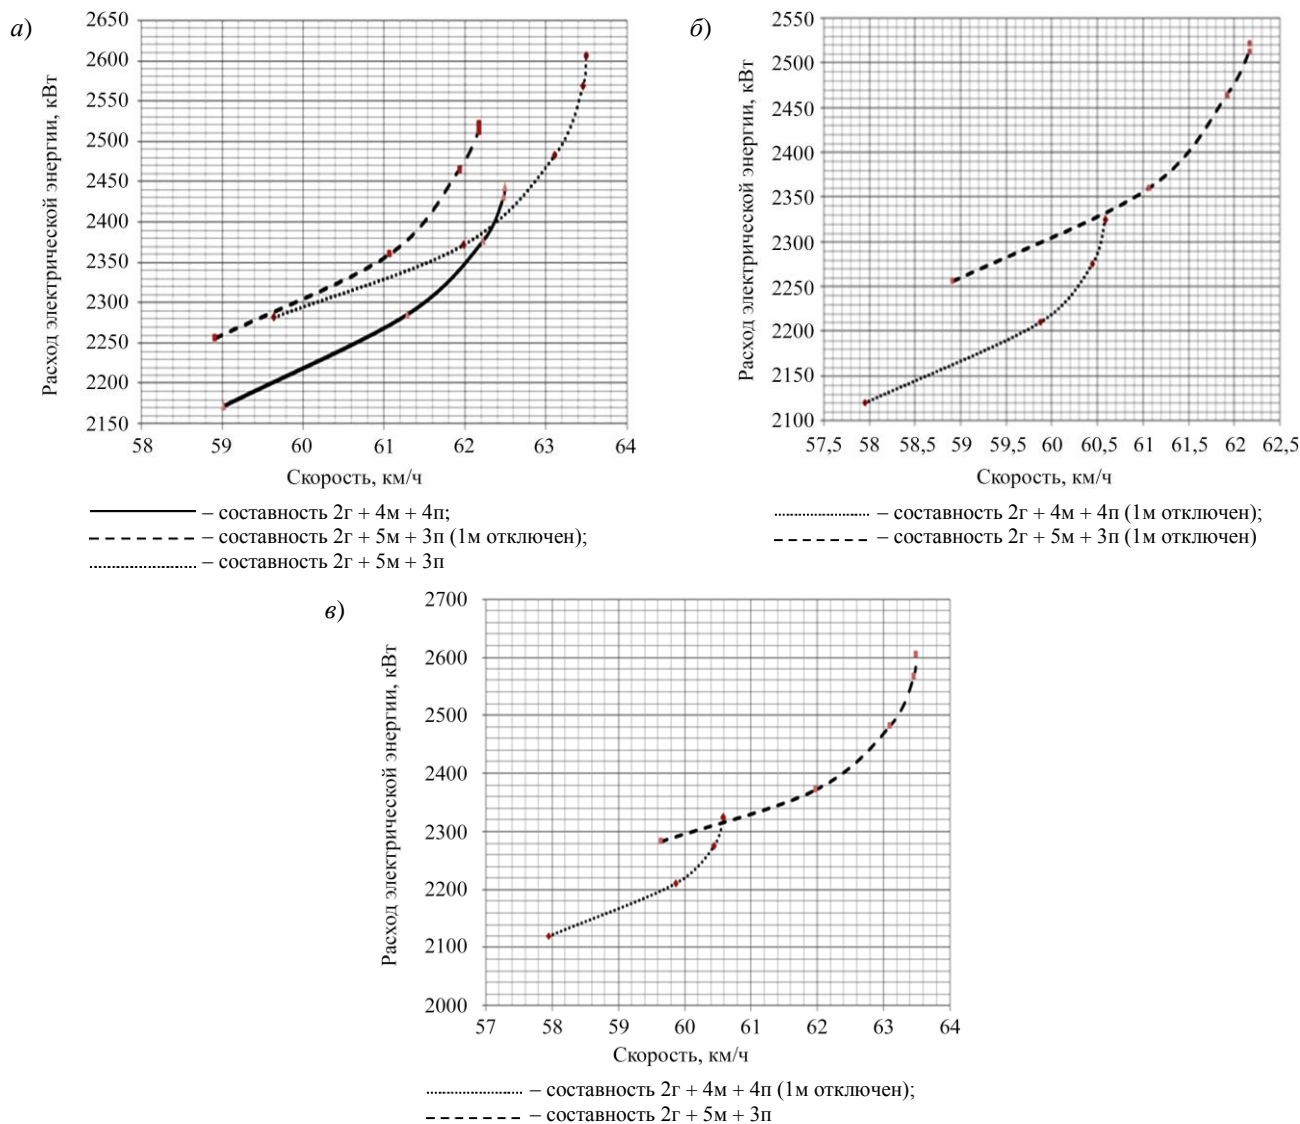 а)
Расход электрической энергии, кВт
2650
2600
2550
2500
2450
2400
2350
2300
2250
2200
2150
58 59 60 61 62 63 64
Скорость, км/ч
– составность 2г + 4м + 4п;
– составность 2г + 5м + 3п (1м отключен);
– составность 2г + 5м + 3п
б)
Расход электрической энергии, кВт
2550
2500
2450
2400
2350
2300
2250
2200
2150
2100
57,5 58 58,5 59 59,5 60 60,5 61 61,5 62 62,5
Скорость, км/ч
– составность 2г + 4м + 4п (1м отключен);
– составность 2г + 5м + 3п (1м отключен)
в)
Расход электрической энергии, кВт
2700
2600
2500
2400
2300
2200
2100
2000
57 58 59 60 61 62 63 64
Скорость, км/ч
– составность 2г + 4м + 4п (1м отключен);
– составность 2г + 5м + 3п